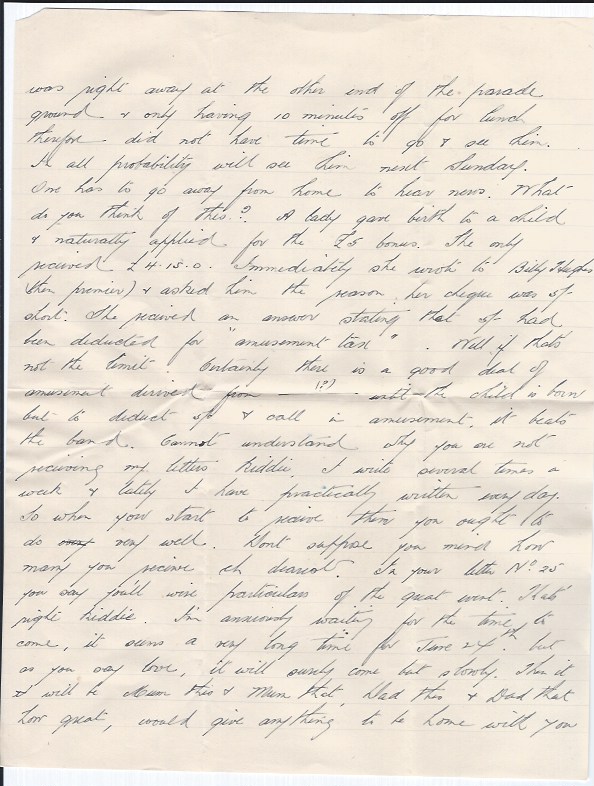 was right away at the other end of the parade
ground & only having 10 minutes off for lunch
therefore did not have time to go & see him.
In all probability will see him next Sunday.
One has to go away from home to hear news. What
do you think of this?. A lady gave birth to a child
& naturally applied for the £5 bonus. She only
received £4-15-0. Immediately she wrote to Billy Hughes
(then premier) & asked him the reason her cheque was 5/-
short. She received an answer stating that 5/- had
been deducted for "amusement tax". Well if thats
not the limit. Certainly there is a good deal of
amusement derived from — (?) — until the child is born
but to deduct 5/- & call it amusement, it beats
the band. Cannot understand why you are not
receiving my letters Kiddie. I write several times a
week & lately I have practically written every day.
So when you start to receive them you ought to
do very well. Dont suppose you mind how
many you receive eh dearest. In your letter No. 25
you say you'll wire particulars of the great event. Thats
right Kiddie. I'm anxiously waiting for the time to
come, it seems a very long time for June 24th. but
as you say love, it will surely come but slowly. Then it
will be Mum this & Mum that, Dad this & Dad that
how great, would give anything to be home with you